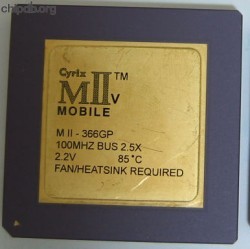 chipdb.org
Cyrix
MII™ V
MOBILE
M II - 366GP
100MHZ BUS 2.5X
2.2V 85°C
FAN/HEATSINK REQUIRED